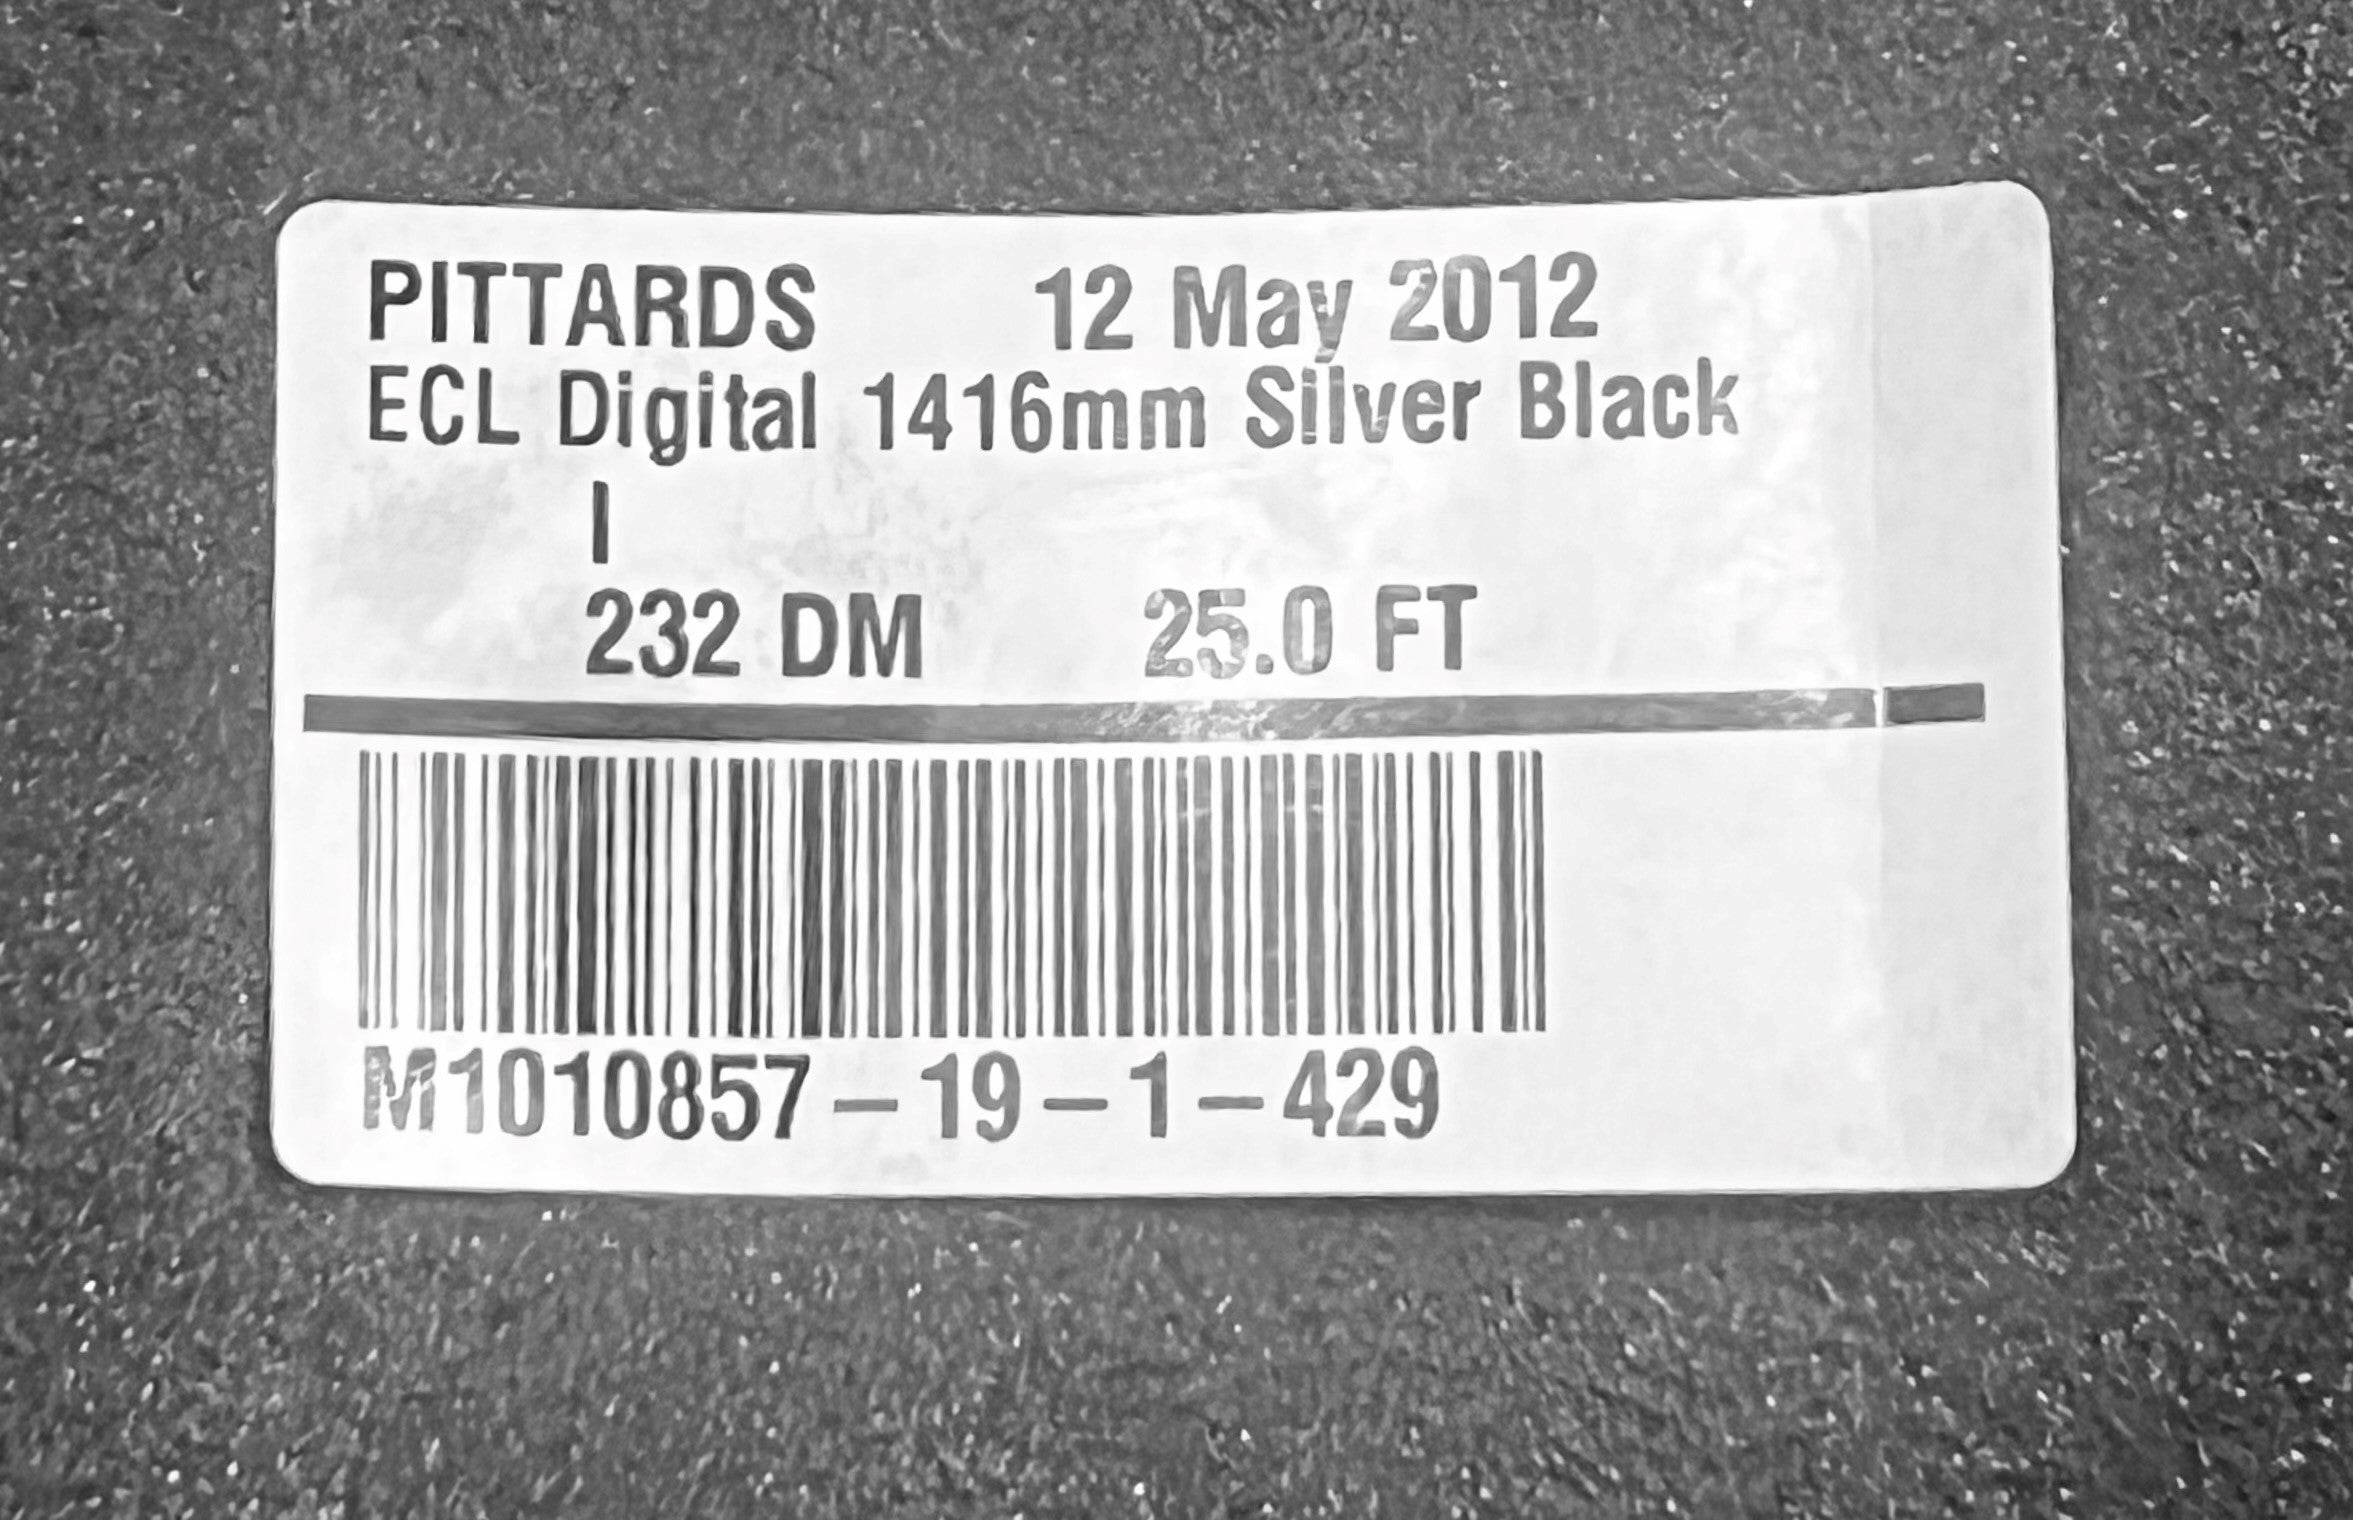 PITTARDS 12 May 2012
ECL Digital 1416mm Silver Black
I
232 DM 25.0 FT
M1010857-19-1-429